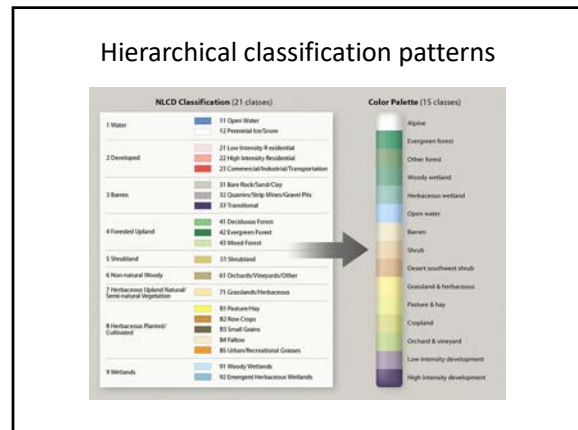 Hierarchical classification patterns
NLCD Classification (21 classes)
1 Water
11 Open Water
12 Perennial Ice/Snow
2 Developed
21 Low Intensity Residential
22 High Intensity Residential
23 Commercial/Industrial/Transportation
3 Barren
31 Bare Rock/Sand/Clay
32 Quarries/Strip Mines/Gravel Pits
33 Transitional
4 Forested Upland
41 Deciduous Forest
42 Evergreen Forest
43 Mixed Forest
5 Shrubland
51 Shrubland
6 Non-natural Woody
61 Orchards/Vineyards/Other
7 Herbaceous Upland Natural/
Semi-natural Vegetation
71 Grasslands/Herbaceous
8 Herbaceous Planted/
Cultivated
81 Pasture/Hay
82 Row Crops
83 Small Grains
84 Fallow
85 Urban/Recreational Grasses
9 Wetlands
91 Woody Wetlands
92 Emergent Herbaceous Wetlands
Color Palette (15 classes)
Alpine
Evergreen forest
Other forest
Woody wetland
Herbaceous wetland
Open water
Barren
Shrub
Desert southwest shrub
Grassland & herbaceous
Pasture & hay
Cropland
Orchard & vineyard
Low intensity development
High intensity development